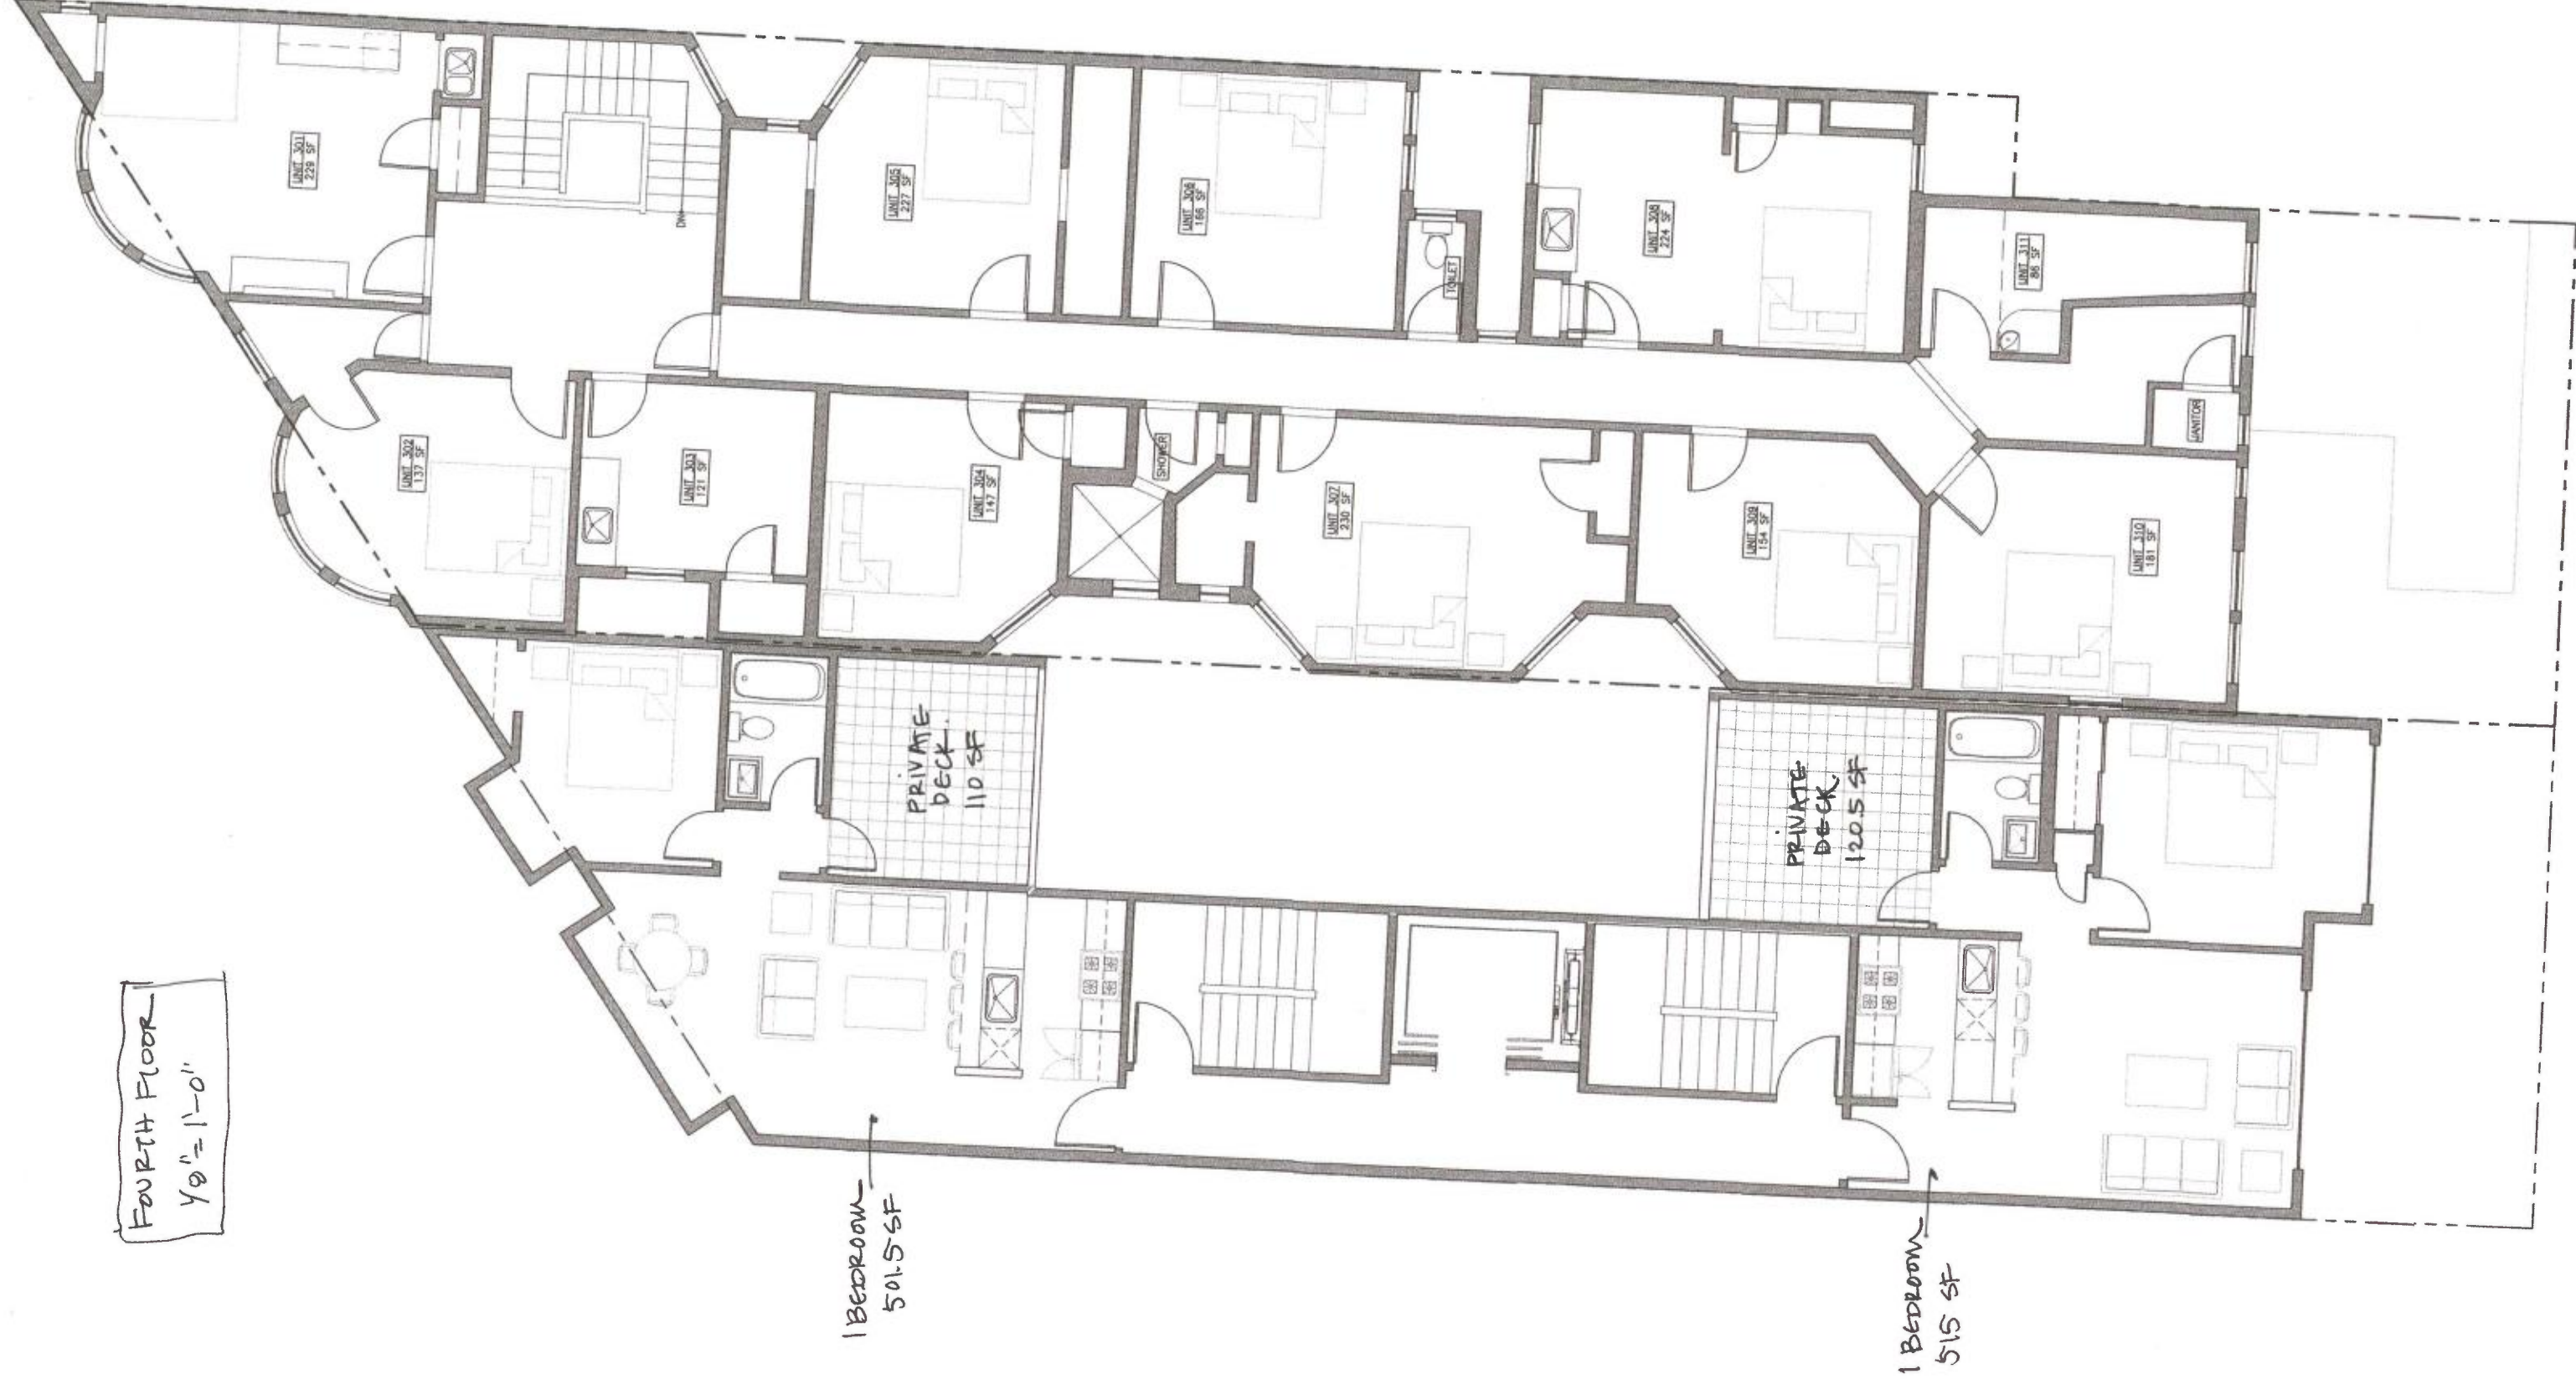 FOURTH FLOOR
1/8"=1'-0"
UNIT 301
229 SF
UNIT 302
137 SF
UNIT 303
121 SF
UNIT 304
147 SF
UNIT 305
227 SF
UNIT 306
166 SF
UNIT 307
230 SF
UNIT 308
224 SF
UNIT 309
154 SF
UNIT 310
181 SF
UNIT 311
86 SF
DN
TOILET
SHOWER
JANITOR
PRIVATE
DECK.
110 SF
PRIVATE
DECK.
120.5 SF
1 BEDROOM
501.5 SF
1 BEDROOM
515 SF